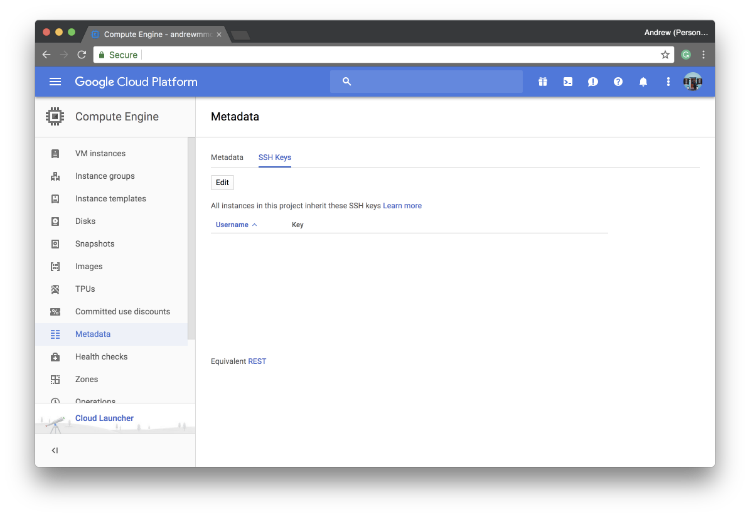 Compute Engine - andrewmm
Andrew (Person...
Secure
Google Cloud Platform
Compute Engine
Metadata
VM instances
Instance groups
Instance templates
Disks
Snapshots
Images
TPUs
Committed use discounts
Metadata
Health checks
Zones
Operations
Cloud Launcher
Metadata
SSH Keys
Edit
All instances in this project inherit these SSH keys Learn more
Username
Key
Equivalent REST